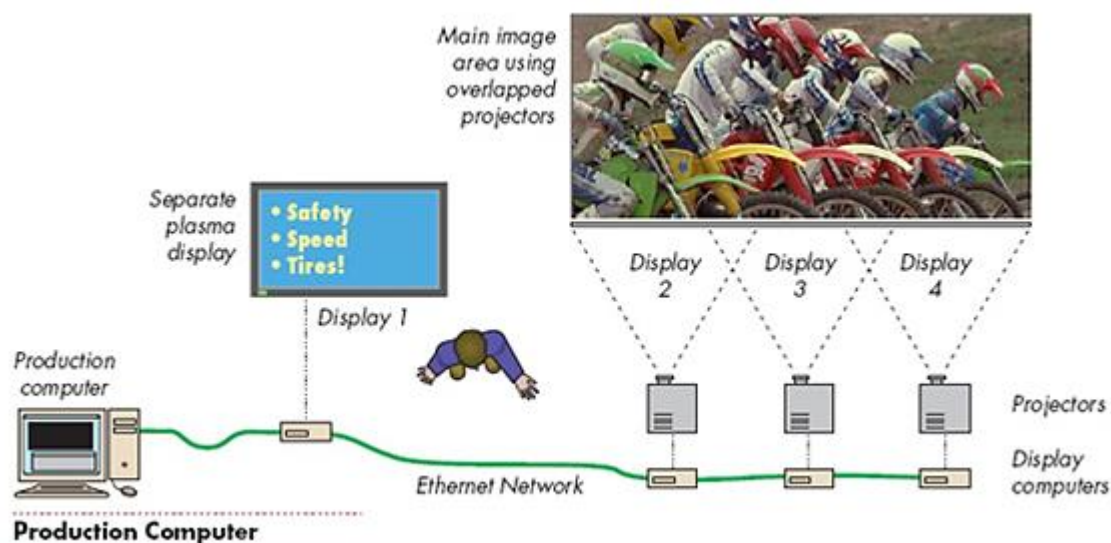 Main image
area using
overlapped
projectors
Separate
plasma
display
• Safety
• Speed
• Tires!
Display 1
Display
2
Display
3
Display
4
Production
computer
Projectors
Display
computers
Ethernet Network
Production Computer